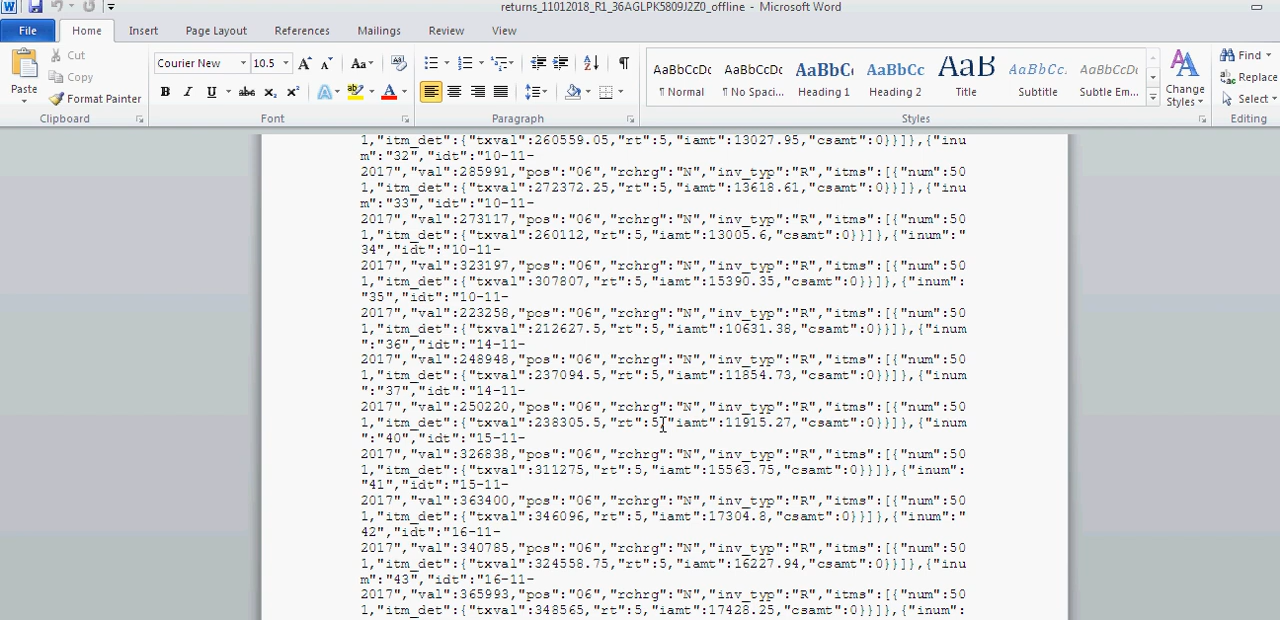 returns_11012018_R1_36AGLPK5809J2Z0_offline - Microsoft Word
File Home Insert Page Layout References Mailings Review View
Cut
Copy
Format Painter
Paste
Clipboard
Courier New 10.5
Font
Paragraph
AaBbCcDc AaBbCcDc AaBbC AaBbCc AaB AaBbCc. AaBbCcDc
¶ Normal ¶ No Spaci... Heading 1 Heading 2 Title Subtitle Subtle Em...
Change Styles
Styles
Find
Replace
Select
Editing
1,"itm_det":{"txval":260559.05,"rt":5,"iamt":13027.95,"csamt":0}}]},{"inu
m":"32","idt":"10-11-
2017","val":285991,"pos":"06","rchrg":"N","inv_typ":"R","itms":[{"num":50
1,"itm_det":{"txval":272372.25,"rt":5,"iamt":13618.61,"csamt":0}}]},{"inu
m":"33","idt":"10-11-
2017","val":273117,"pos":"06","rchrg":"N","inv_typ":"R","itms":[{"num":50
1,"itm_det":{"txval":260112,"rt":5,"iamt":13005.6,"csamt":0}}]},{"inum":"
34","idt":"10-11-
2017","val":323197,"pos":"06","rchrg":"N","inv_typ":"R","itms":[{"num":50
1,"itm_det":{"txval":307807,"rt":5,"iamt":15390.35,"csamt":0}}]},{"inum":
"35","idt":"10-11-
2017","val":223258,"pos":"06","rchrg":"N","inv_typ":"R","itms":[{"num":50
1,"itm_det":{"txval":212627.5,"rt":5,"iamt":10631.38,"csamt":0}}]},{"inum
":"36","idt":"14-11-
2017","val":248948,"pos":"06","rchrg":"N","inv_typ":"R","itms":[{"num":50
1,"itm_det":{"txval":237094.5,"rt":5,"iamt":11854.73,"csamt":0}}]},{"inum
":"37","idt":"14-11-
2017","val":250220,"pos":"06","rchrg":"N","inv_typ":"R","itms":[{"num":50
1,"itm_det":{"txval":238305.5,"rt":5,"iamt":11915.27,"csamt":0}}]},{"inum
":"40","idt":"15-11-
2017","val":326838,"pos":"06","rchrg":"N","inv_typ":"R","itms":[{"num":50
1,"itm_det":{"txval":311275,"rt":5,"iamt":15563.75,"csamt":0}}]},{"inum":
"41","idt":"15-11-
2017","val":363400,"pos":"06","rchrg":"N","inv_typ":"R","itms":[{"num":50
1,"itm_det":{"txval":346096,"rt":5,"iamt":17304.8,"csamt":0}}]},{"inum":"
42","idt":"16-11-
2017","val":340785,"pos":"06","rchrg":"N","inv_typ":"R","itms":[{"num":50
1,"itm_det":{"txval":324558.75,"rt":5,"iamt":16227.94,"csamt":0}}]},{"inu
m":"43","idt":"16-11-
2017","val":365993,"pos":"06","rchrg":"N","inv_typ":"R","itms":[{"num":50
1,"itm_det":{"txval":348565,"rt":5,"iamt":17428.25,"csamt":0}}]},{"inum":